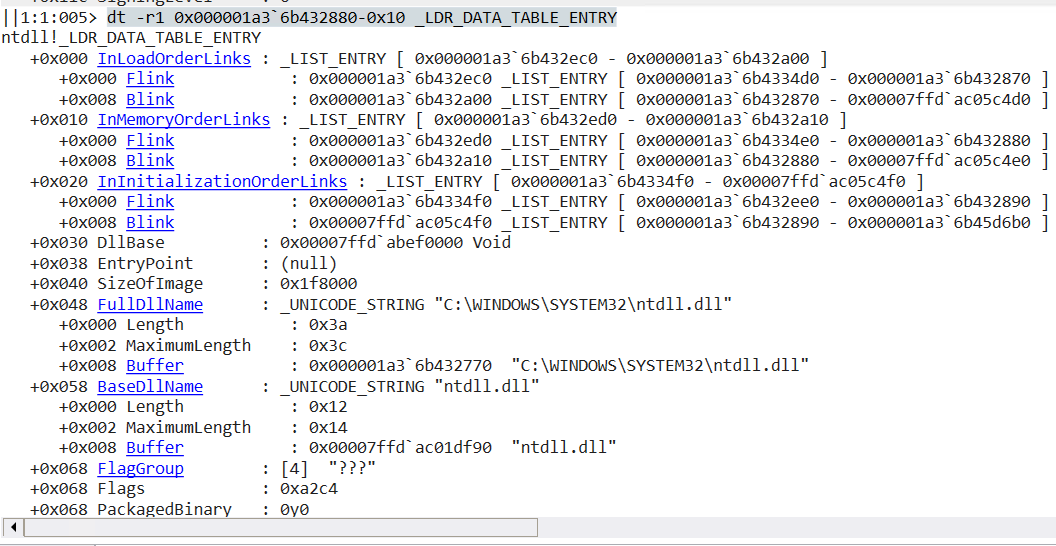 ||1:1:005> dt -r1 0x000001a3`6b432880-0x10 _LDR_DATA_TABLE_ENTRY
ntdll!_LDR_DATA_TABLE_ENTRY
+0x000 InLoadOrderLinks : _LIST_ENTRY [ 0x000001a3`6b432ec0 - 0x000001a3`6b432a00 ]
+0x000 Flink : 0x000001a3`6b432ec0 _LIST_ENTRY [ 0x000001a3`6b4334d0 - 0x000001a3`6b432870 ]
+0x008 Blink : 0x000001a3`6b432a00 _LIST_ENTRY [ 0x000001a3`6b432870 - 0x00007ffd`ac05c4d0 ]
+0x010 InMemoryOrderLinks : _LIST_ENTRY [ 0x000001a3`6b432ed0 - 0x000001a3`6b432a10 ]
+0x000 Flink : 0x000001a3`6b432ed0 _LIST_ENTRY [ 0x000001a3`6b4334e0 - 0x000001a3`6b432880 ]
+0x008 Blink : 0x000001a3`6b432a10 _LIST_ENTRY [ 0x000001a3`6b432880 - 0x00007ffd`ac05c4e0 ]
+0x020 InInitializationOrderLinks : _LIST_ENTRY [ 0x000001a3`6b4334f0 - 0x00007ffd`ac05c4f0 ]
+0x000 Flink : 0x000001a3`6b4334f0 _LIST_ENTRY [ 0x000001a3`6b432ee0 - 0x000001a3`6b432890 ]
+0x008 Blink : 0x00007ffd`ac05c4f0 _LIST_ENTRY [ 0x000001a3`6b432890 - 0x000001a3`6b45d6b0 ]
+0x030 DllBase : 0x00007ffd`abef0000 Void
+0x038 EntryPoint : (null)
+0x040 SizeOfImage : 0x1f8000
+0x048 FullDllName : _UNICODE_STRING "C:\WINDOWS\SYSTEM32\ntdll.dll"
+0x000 Length : 0x3a
+0x002 MaximumLength : 0x3c
+0x008 Buffer : 0x000001a3`6b432770 "C:\WINDOWS\SYSTEM32\ntdll.dll"
+0x058 BaseDllName : _UNICODE_STRING "ntdll.dll"
+0x000 Length : 0x12
+0x002 MaximumLength : 0x14
+0x008 Buffer : 0x00007ffd`ac01df90 "ntdll.dll"
+0x068 FlagGroup : [4] "???"
+0x068 Flags : 0xa2c4
+0x068 PackagedBinary : 0y0